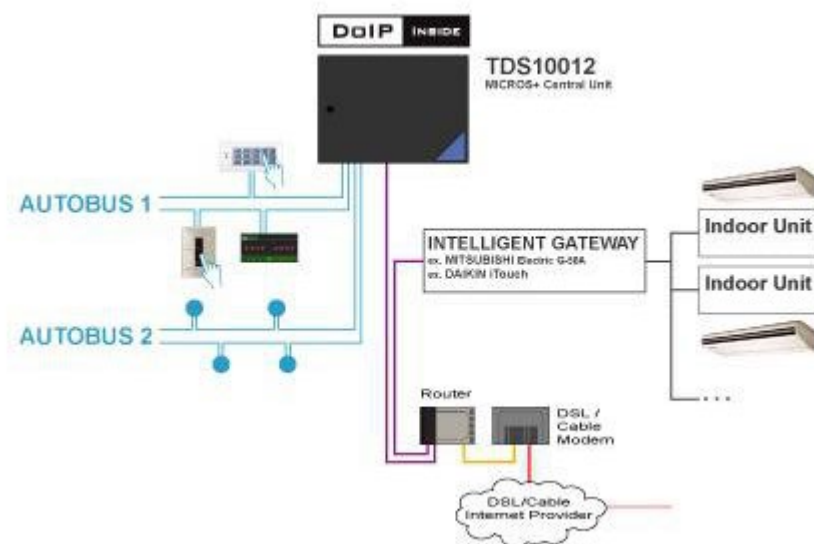 DoIP INSIDE
TDS10012
MICROS+ Central Unit
AUTOBUS 1
INTELLIGENT GATEWAY
ex. MITSUBISHI Electric G-50A
ex. DAIKIN iTouch
Indoor Unit
Indoor Unit
AUTOBUS 2
Router
DSL /
Cable
Modem
DSL/Cable
Internet Provider
...